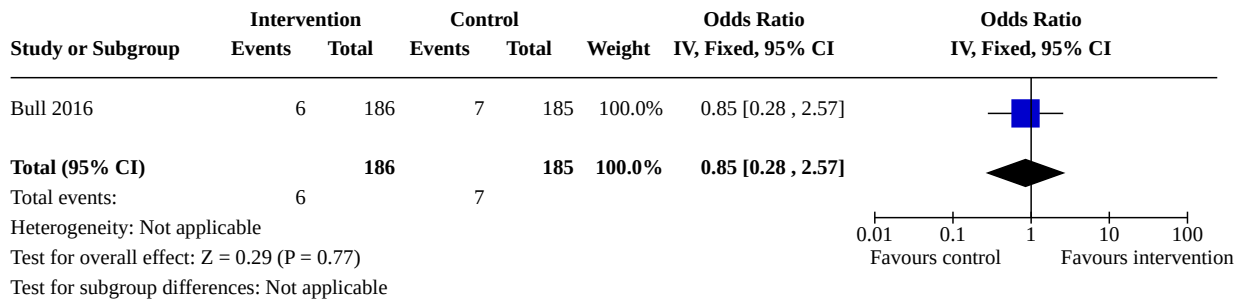 Intervention Control Odds Ratio Odds Ratio
Study or Subgroup Events Total Events Total Weight IV, Fixed, 95% CI IV, Fixed, 95% CI
Bull 2016 6 186 7 185 100.0% 0.85 [0.28 , 2.57]
Total (95% CI) 186 185 100.0% 0.85 [0.28 , 2.57]
Total events: 6 7
Heterogeneity: Not applicable
0.01 0.1 1 10 100
Test for overall effect: Z = 0.29 (P = 0.77) Favours control Favours intervention
Test for subgroup differences: Not applicable